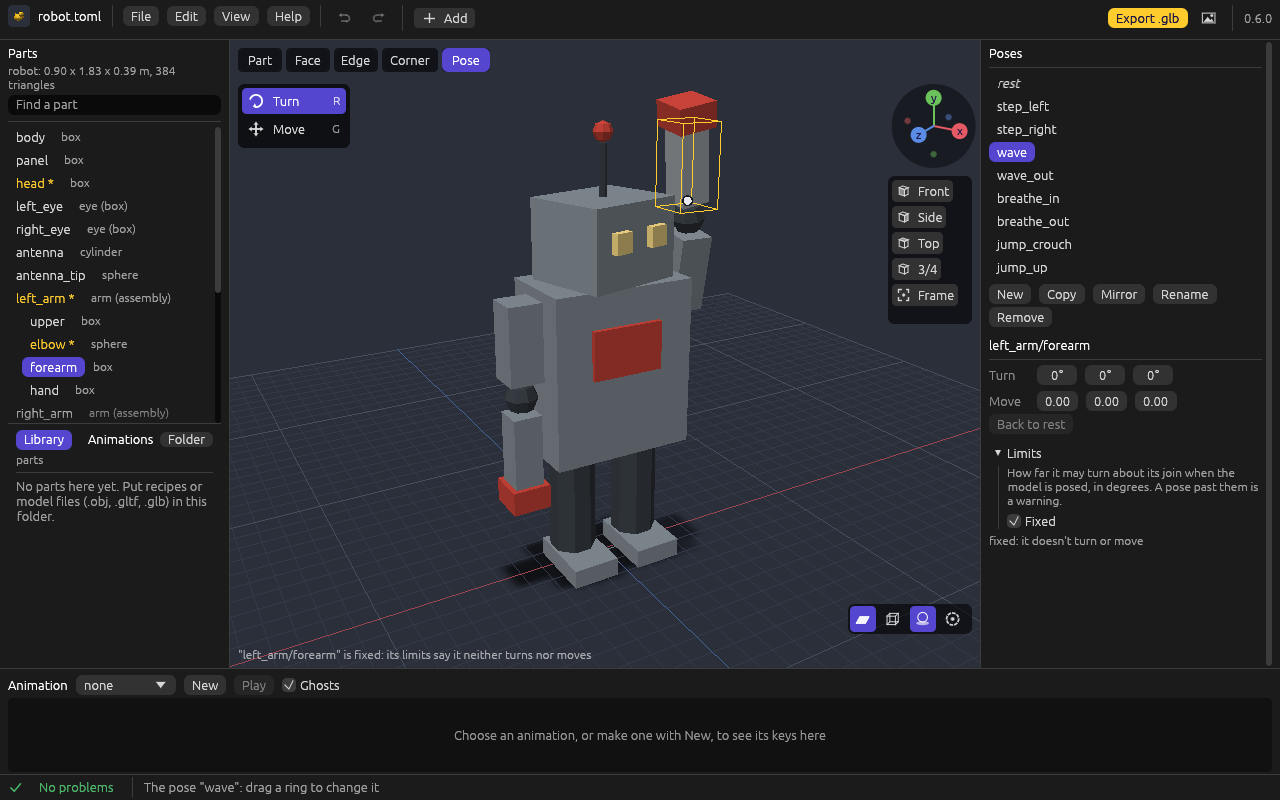 robot.toml File Edit View Help + Add Export .glb 0.6.0
Parts
robot: 0.90 x 1.83 x 0.39 m, 384
triangles
Find a part
body box
panel box
head * box
left_eye eye (box)
right_eye eye (box)
antenna cylinder
antenna_tip sphere
left_arm * arm (assembly)
upper box
elbow * sphere
forearm box
hand box
right_arm arm (assembly)
Library Animations Folder
parts
No parts here yet. Put recipes or
model files (.obj, .gltf, .glb) in this
folder.
Part Face Edge Corner Pose
Turn R
Move G
y
z
x
Front
Side
Top
3/4
Frame
"left_arm/forearm" is fixed: its limits say it neither turns nor moves
Poses
rest
step_left
step_right
wave
wave_out
breathe_in
breathe_out
jump_crouch
jump_up
New Copy Mirror Rename
Remove
left_arm/forearm
Turn 0° 0° 0°
Move 0.00 0.00 0.00
Back to rest
Limits
How far it may turn about its join when the
model is posed, in degrees. A pose past them is
a warning.
Fixed
fixed: it doesn't turn or move
Animation none New Play Ghosts
Choose an animation, or make one with New, to see its keys here
No problems The pose "wave": drag a ring to change it